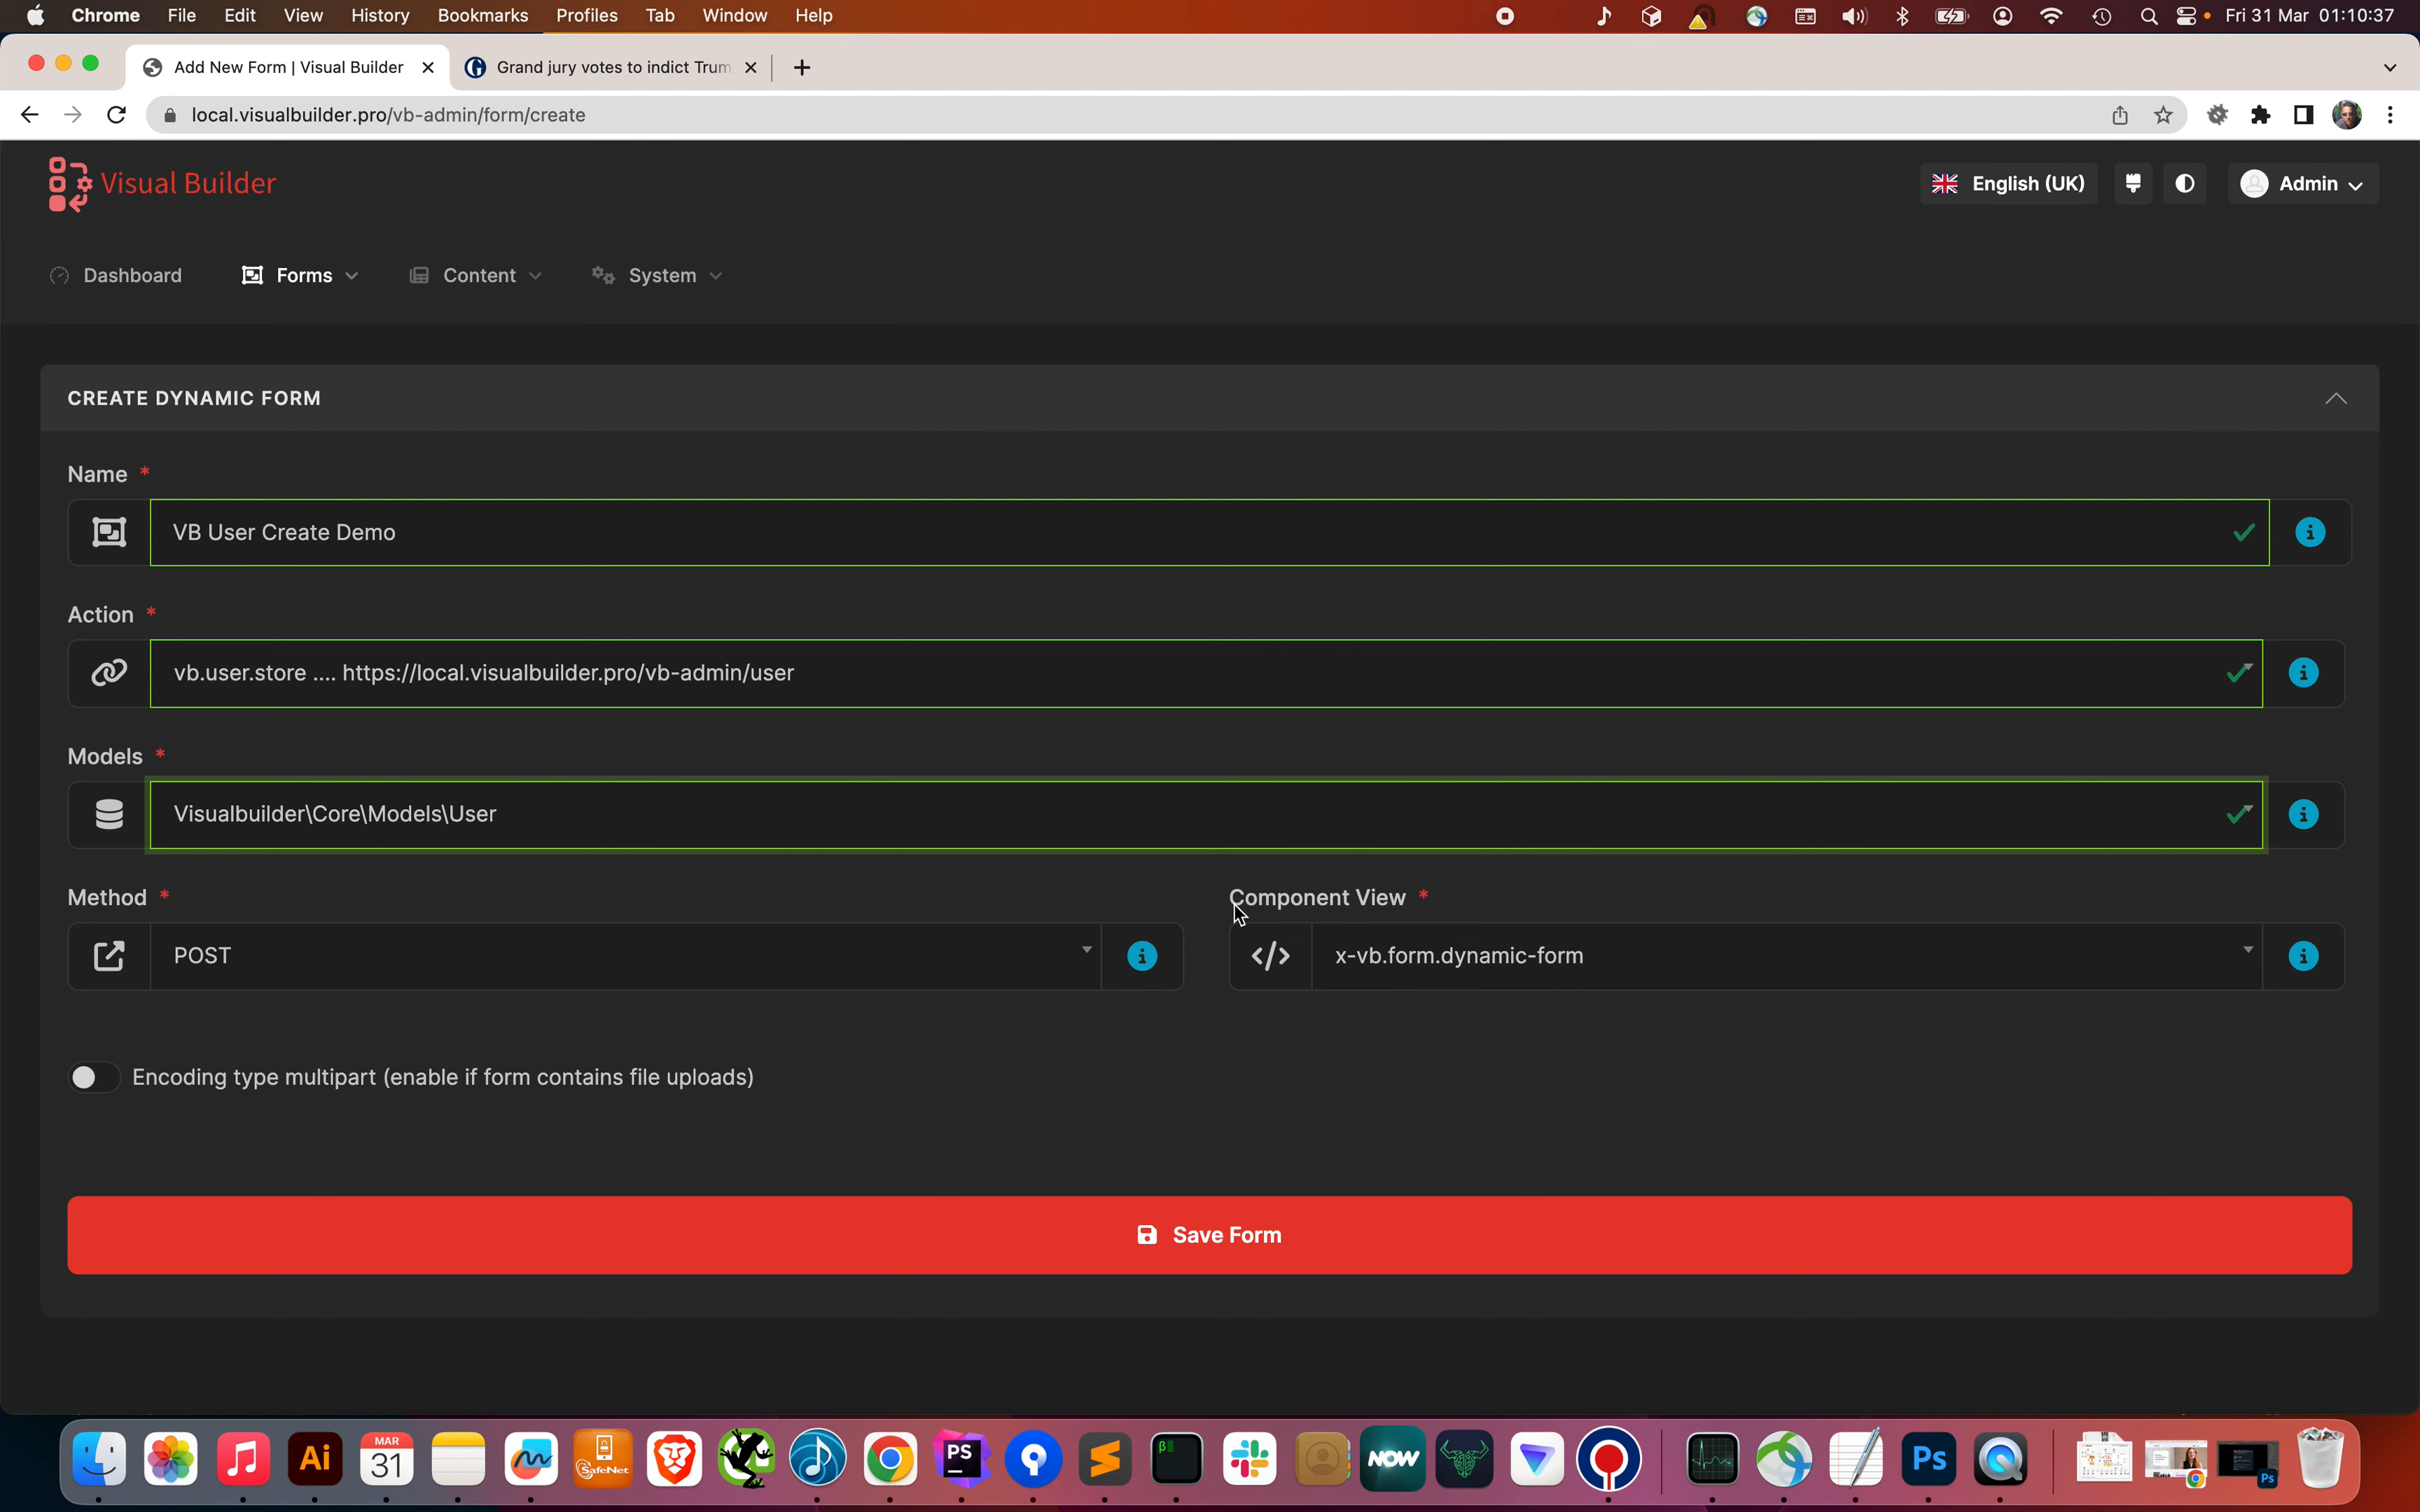 Chrome File Edit View History Bookmarks Profiles Tab Window Help Fri 31 Mar 01:10:37
Add New Form | Visual Builder Grand jury votes to indict Trum
local.visualbuilder.pro/vb-admin/form/create
Visual Builder English (UK) Admin
Dashboard Forms Content System
CREATE DYNAMIC FORM
Name *
VB User Create Demo
Action *
vb.user.store .... https://local.visualbuilder.pro/vb-admin/user
Models *
Visualbuilder\Core\Models\User
Method * Component View *
POST </> x-vb.form.dynamic-form
Encoding type multipart (enable if form contains file uploads)
Save Form
Ai MAR 31 SafeNet PS NOW Ps